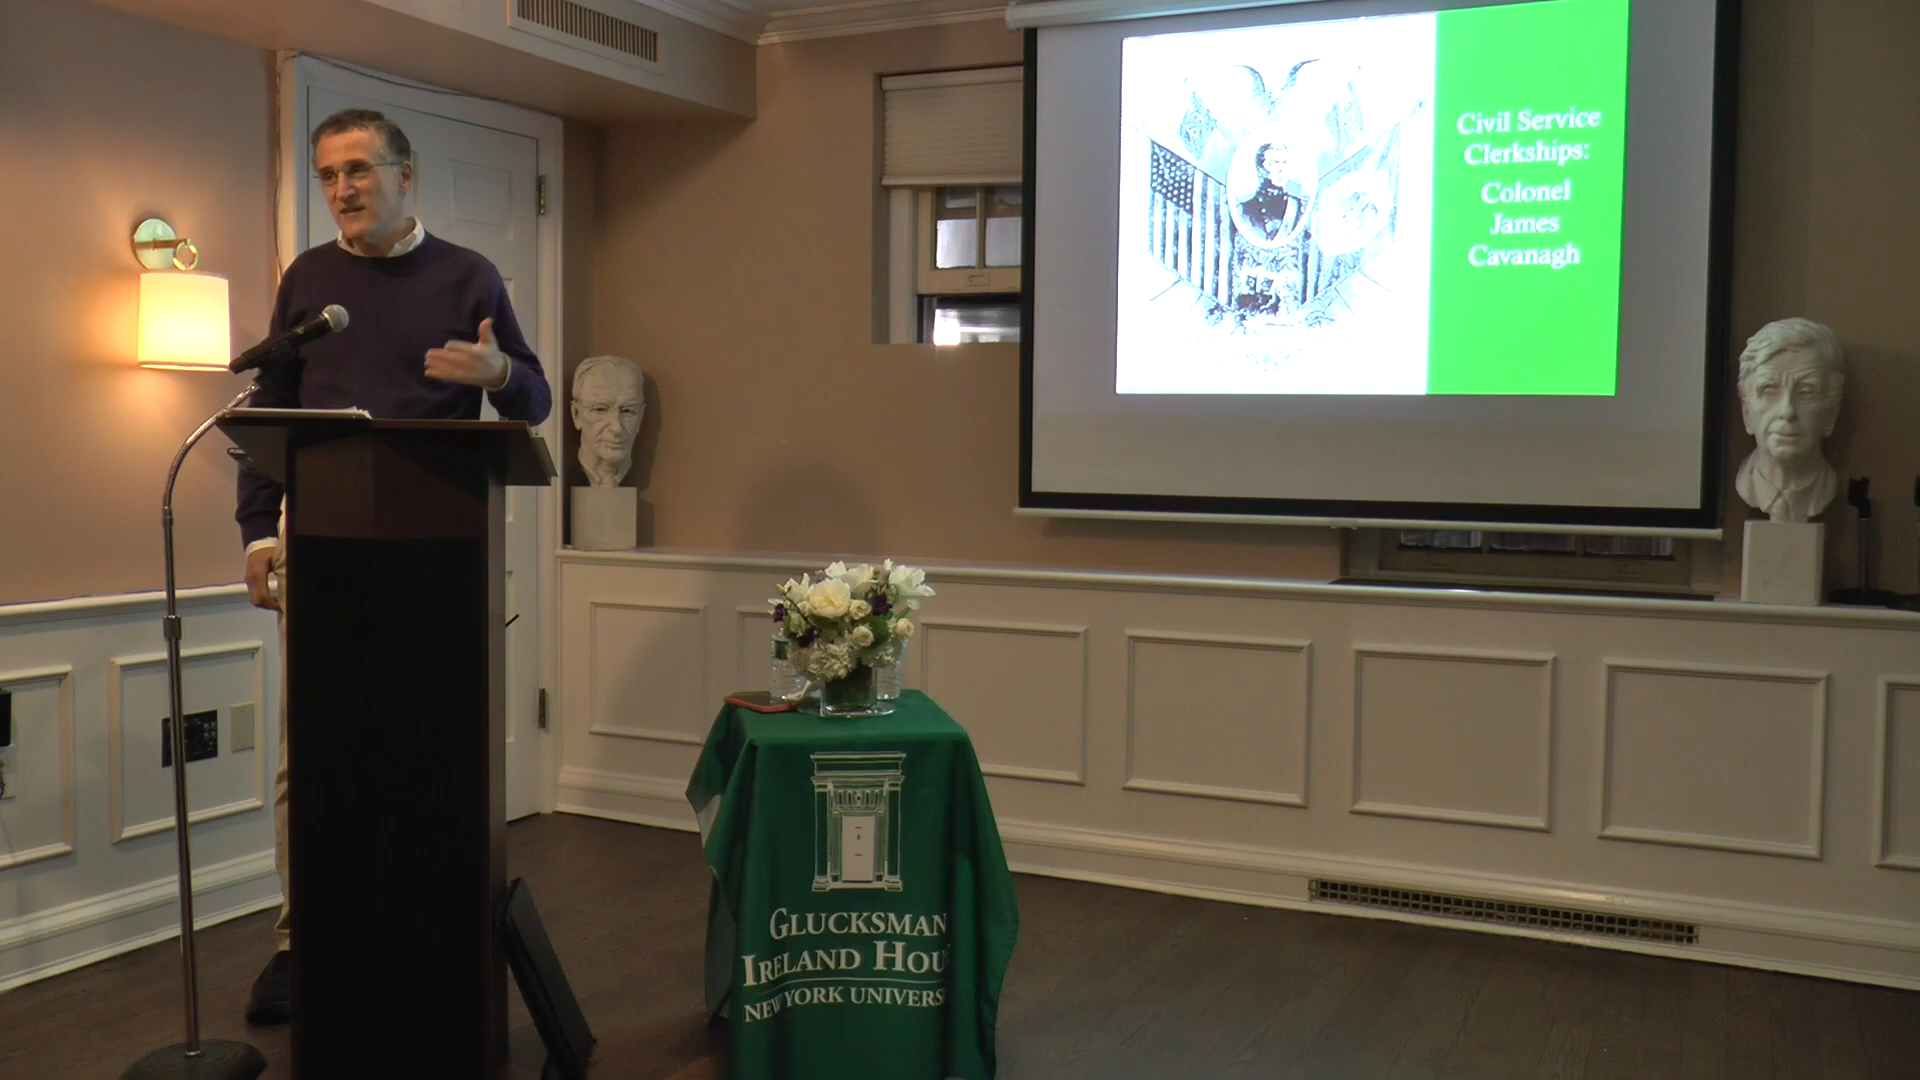 Civil Service
Clerkships:
Colonel
James
Cavanagh
GLUCKSMAN
IRELAND HOU
NEW YORK UNIVERS